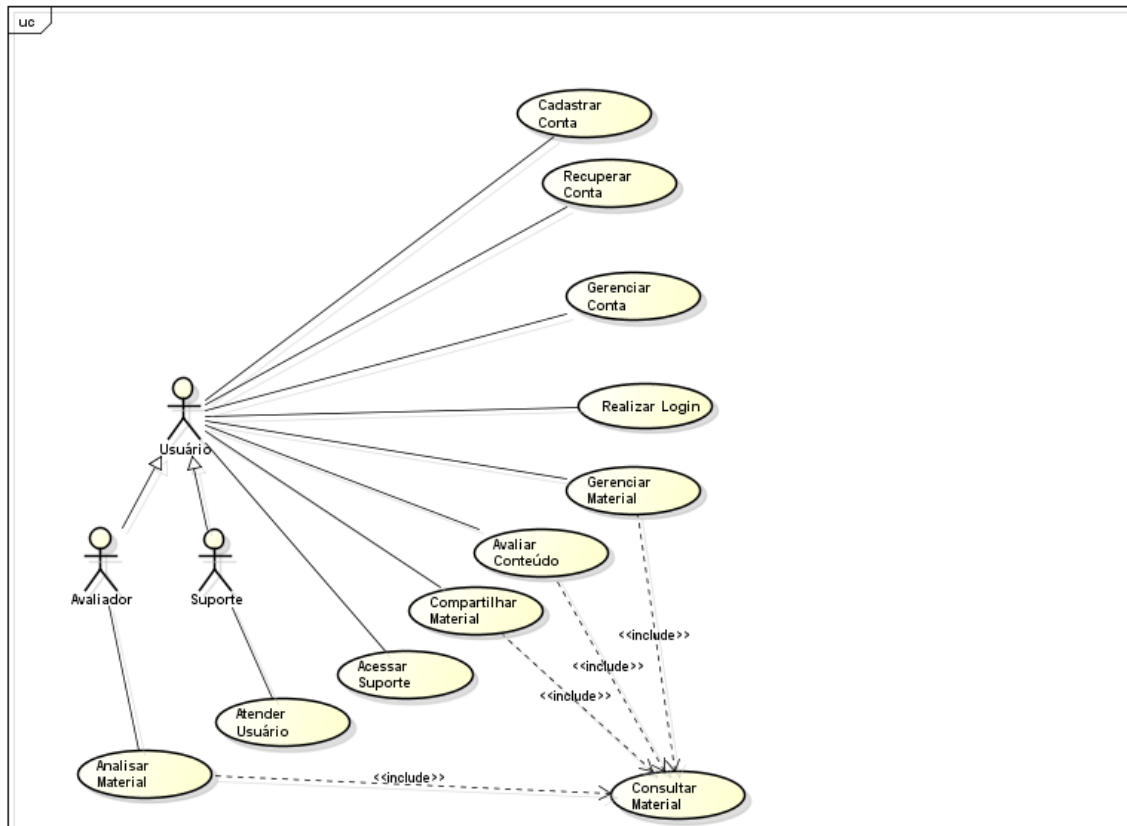 uc
Cadastrar
Conta
Recuperar
Conta
Gerenciar
Conta
Realizar Login
Usuário
Gerenciar
Material
Avaliar
Conteúdo
Avaliador
Suporte
Compartilhar
Material
<<include>>
<<include>>
<<include>>
Acessar
Suporte
Atender
Usuário
Analisar
Material
<<include>>
Consultar
Material